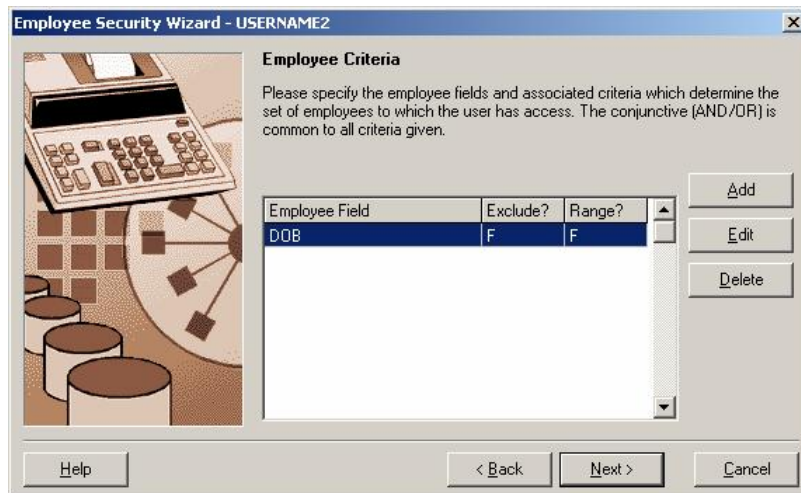 Employee Security Wizard - USERNAME2
Employee Criteria
Please specify the employee fields and associated criteria which determine the
set of employees to which the user has access. The conjunctive (AND/OR) is
common to all criteria given.
Add
Employee Field Exclude? Range?
DOB F F
Edit
Delete
Help < Back Next > Cancel